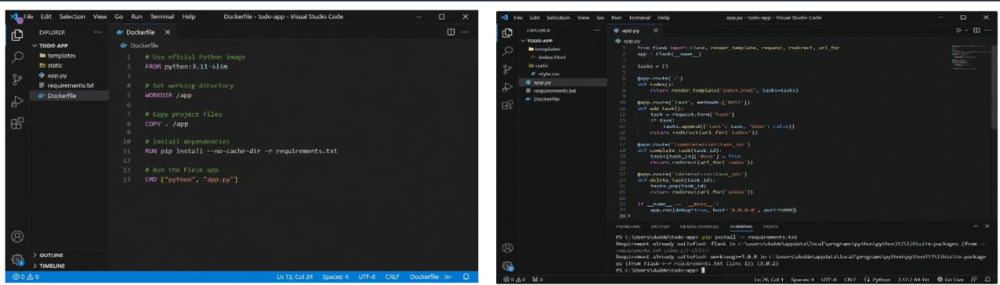 File Edit Selection View Go Run Terminal Help Dockerfile - todo-app - Visual Studio Code
EXPLORER
Dockerfile
TODO-APP
templates
static
app.py
requirements.txt
Dockerfile
Dockerfile
1 # Use oficial Python image
2 FROM python:3.11-slim
3
4 # Set working directory
5 WORKDIR /app
6
7 # Copy project files
8 COPY . /app
9
10 # Install dependencies
11 RUN pip install --no-cache-dir -r requirements.txt
12
12 # Run the Flask app
13 CMD ["python", "app.py"]
OUTLINE
TIMELINE
0 0 Ln 13, Col 24 Spaces: 4 UTF-8 CRLF Dockerfile
File Edit Selection View Go Run Terminal Help app.py - todo-app - Visual Studio Code
EXPLORER
app.py
TODO-APP
templates
index.html
static
style.css
app.py
requirements.txt
Dockerfile
app.py
from flask import Flask, render_template, request, redirect, url_for
app = Flask(__name__)
tasks = []
@app.route('/')
def index():
return render_template('index.html', tasks=tasks)
@app.route('/add', methods=['POST'])
def add_task():
task = request.form['task']
if task:
tasks.append({'task': task, 'done': False})
return redirect(url_for('index'))
@app.route('/complete/<int:task_id>')
def complete_task(task_id):
tasks[task_id]['done'] = True
return redirect(url_for('index'))
@app.route('/delete/<int:task_id>')
def delete_task(task_id):
tasks.pop(task_id)
return redirect(url_for('index'))
if __name__ == '__main__':
app.run(debug=True, host='0.0.0.0', port=5000)
26
PROBLEMS OUTPUT DEBUG CONSOLE TERMINAL PORTS
PS C:\Users\dudde\todo-app> pip install -r requirements.txt
Requirement already satisfied: flask in c:\users\dudde\appdata\local\programs\python\python312\lib\site-packages (from -r
requirements.txt (line 1)) (3.0.3)
Requirement already satisfied: werkzeug>=3.0.0 in c:\users\dudde\appdata\local\programs\python\python312\lib\site-packag
es (from flask->-r requirements.txt (line 1)) (3.0.2)
PS C:\Users\dudde\todo-app>
0 0 0 Ln 26, Col 1 Spaces: 4 UTF-8 CRLF Python 3.12.2 64-bit Go Live